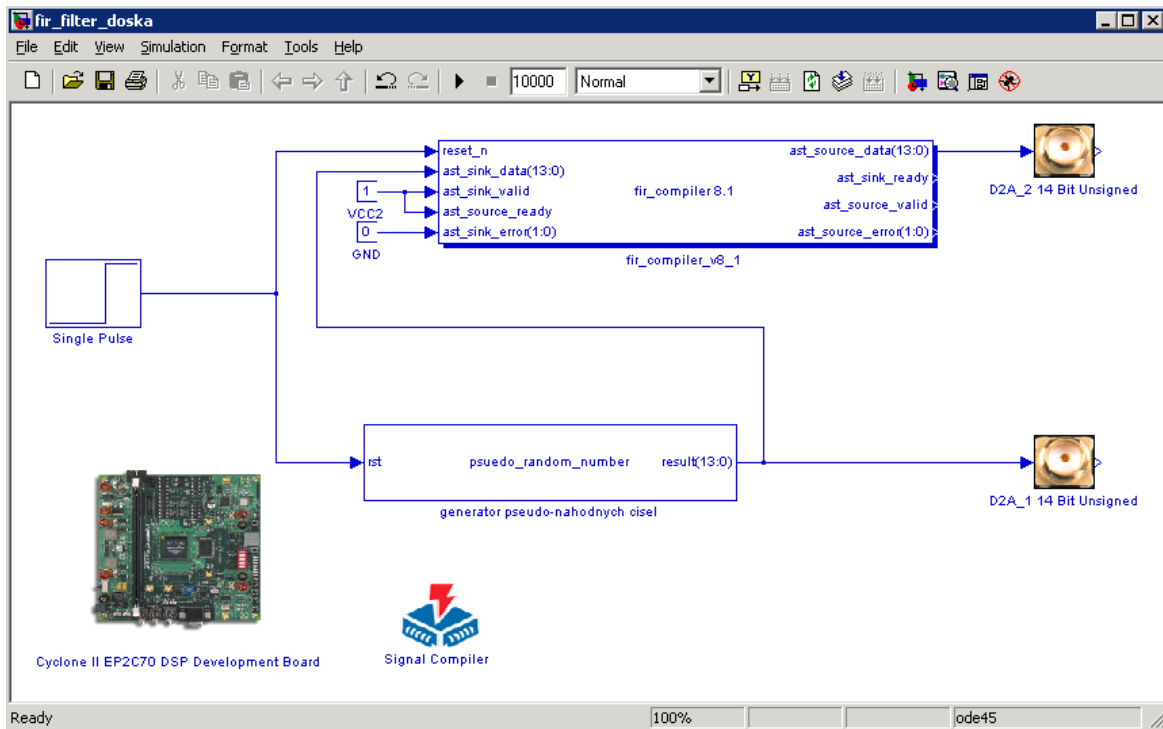 fir_filter_doska
File Edit View Simulation Format Tools Help
10000 Normal
reset_n
ast_sink_data(13:0)
ast_sink_valid
ast_source_ready
ast_sink_error(1:0)
fir_compiler 8.1
ast_source_data(13:0)
ast_sink_ready
ast_source_valid
ast_source_error(1:0)
fir_compiler_v8_1
1
VCC2
0
GND
D2A_2 14 Bit Unsigned
Single Pulse
rst
psuedo_random_number
result(13:0)
generator pseudo-nahodnych cisel
D2A_1 14 Bit Unsigned
Cyclone II EP2C70 DSP Development Board
Signal Compiler
Ready
100%
ode45